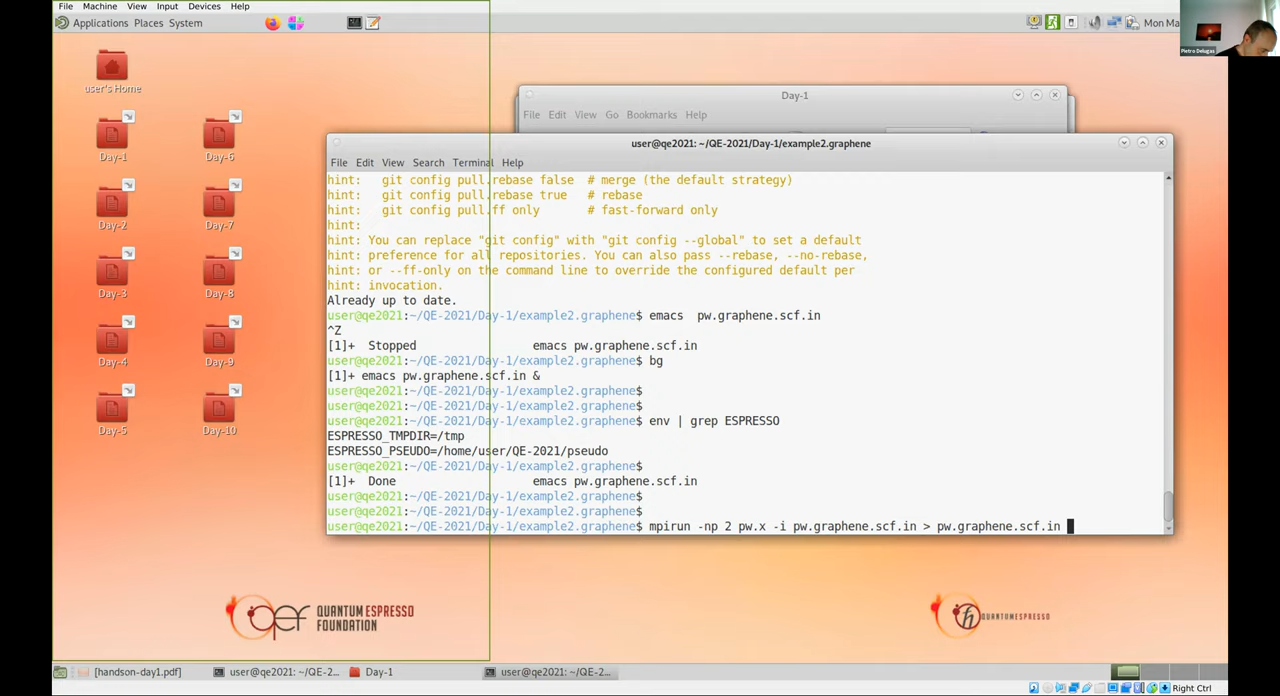 File Machine View Input Devices Help
Applications Places System
Mon Ma
Pietro Delugas
user's Home
Day-1
Day-6
Day-2
Day-7
Day-3
Day-8
Day-4
Day-9
Day-5
Day-10
Day-1
File Edit View Go Bookmarks Help
user@qe2021: ~/QE-2021/Day-1/example2.graphene
File Edit View Search Terminal Help
hint:   git config pull.rebase false  # merge (the default strategy)
hint:   git config pull.rebase true   # rebase
hint:   git config pull.ff only       # fast-forward only
hint:
hint: You can replace "git config" with "git config --global" to set a default
hint: preference for all repositories. You can also pass --rebase, --no-rebase,
hint: or --ff-only on the command line to override the configured default per
hint: invocation.
Already up to date.
user@qe2021:~/QE-2021/Day-1/example2.graphene$ emacs  pw.graphene.scf.in
^Z
[1]+  Stopped                 emacs pw.graphene.scf.in
user@qe2021:~/QE-2021/Day-1/example2.graphene$ bg
[1]+ emacs pw.graphene.scf.in &
user@qe2021:~/QE-2021/Day-1/example2.graphene$
user@qe2021:~/QE-2021/Day-1/example2.graphene$
user@qe2021:~/QE-2021/Day-1/example2.graphene$ env | grep ESPRESSO
ESPRESSO_TMPDIR=/tmp
ESPRESSO_PSEUDO=/home/user/QE-2021/pseudo
user@qe2021:~/QE-2021/Day-1/example2.graphene$
[1]+  Done                    emacs pw.graphene.scf.in
user@qe2021:~/QE-2021/Day-1/example2.graphene$
user@qe2021:~/QE-2021/Day-1/example2.graphene$
user@qe2021:~/QE-2021/Day-1/example2.graphene$ mpirun -np 2 pw.x -i pw.graphene.scf.in > pw.graphene.scf.in
QUANTUM ESPRESSO
FOUNDATION
QUANTUMESPRESSO
[handson-day1.pdf]
user@qe2021: ~/QE-2...
Day-1
user@qe2021: ~/QE-2...
Right Ctrl